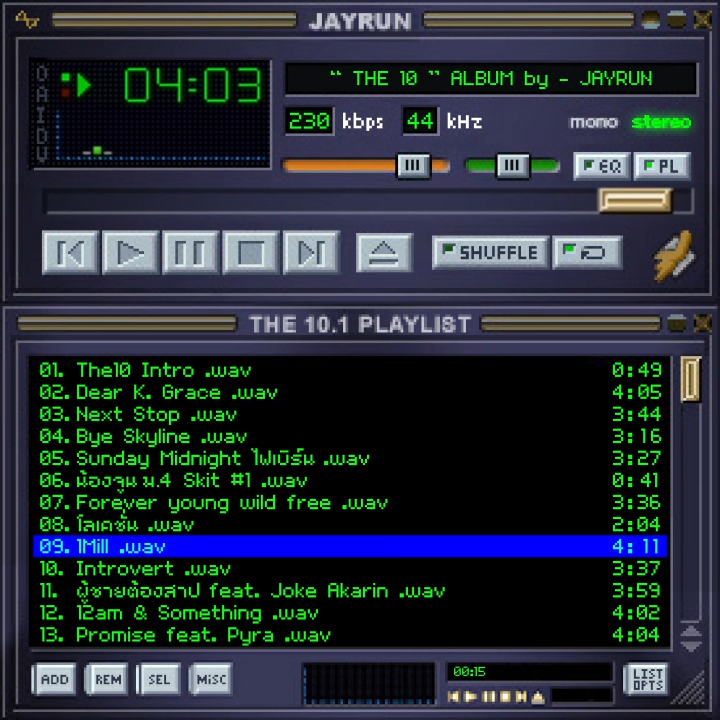 JAYRUN
O
A
I
D
V
04:03
“ THE 10 ” ALBUM by - JAYRUN
230 kbps 44 kHz mono stereo
EQ PL
SHUFFLE
THE 10.1 PLAYLIST
01. The10 Intro .wav 0:49
02. Dear K. Grace .wav 4:05
03. Next Stop .wav 3:44
04. Bye Skyline .wav 3:16
05. Sunday Midnight ไฟเบิร์น .wav 3:27
06. น้องจูน ม.4 Skit #1 .wav 0:41
07. Forever young wild free .wav 3:36
08. โลเคชั่น .wav 2:04
09. 1Mill .wav 4:11
10. Introvert .wav 3:37
11. ผู้ชายต้องสาป feat. Joke Akarin .wav 3:59
12. 12am & Something .wav 4:02
13. Promise feat. Pyra .wav 4:04
ADD REM SEL MISC 00:15 LIST OPTS